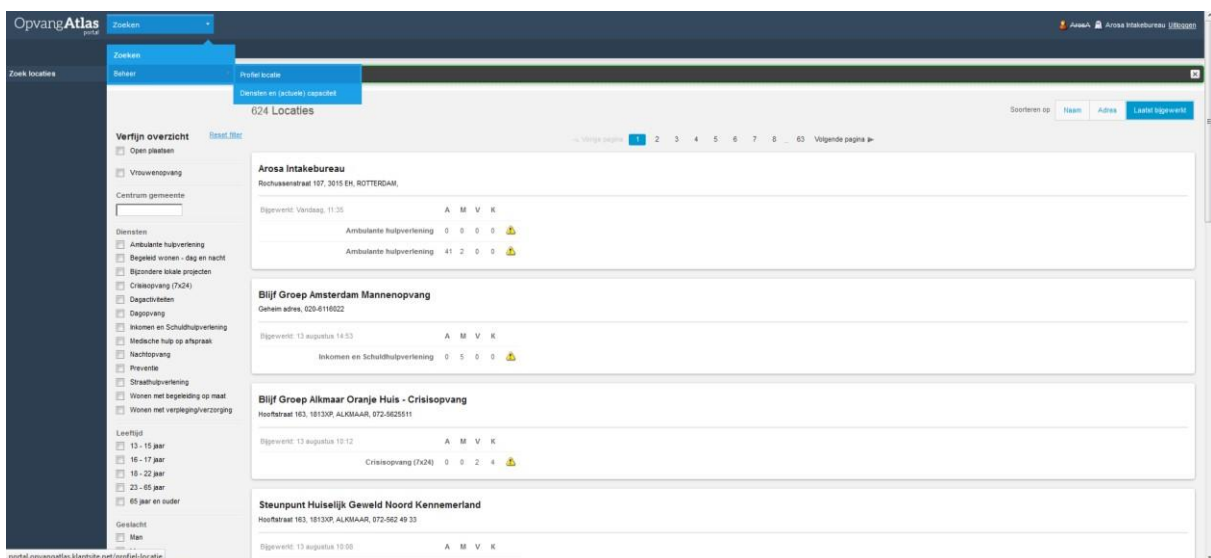 OpvangAtlas
portal
Zoeken
ArosaA Arosa Intakebureau Uitloggen
Zoeken
Zoek locaties
Beheer
Profiel locatie
Diensten en (actuele) capaciteit
624 Locaties
Soorteren op Naam Adres Laatst bijgewerkt
Verfijn overzicht Reset filter
Vorige pagina 1 2 3 4 5 6 7 8 ... 63 Volgende pagina
Open plaatsen
Vrouwenopvang
Centrum gemeente
Diensten
Ambulante hulpverlening
Begeleid wonen - dag en nacht
Bijzondere lokale projecten
Crisisopvang (7x24)
Dagactiviteiten
Dagopvang
Inkomen en Schuldhulpverlening
Medische hulp op afspraak
Nachtopvang
Preventie
Straathulpverlening
Wonen met begeleiding op maat
Wonen met verpleging/verzorging
Leeftijd
13 - 15 jaar
16 - 17 jaar
18 - 22 jaar
23 - 65 jaar
65 jaar en ouder
Geslacht
Man
Arosa Intakebureau
Rochussenstraat 107, 3015 EH, ROTTERDAM,
Bijgewerkt: Vandaag, 11:35 A M V K
Ambulante hulpverlening 0 0 0 0
Ambulante hulpverlening 41 2 0 0
Blijf Groep Amsterdam Mannenopvang
Geheim adres, 020-6116022
Bijgewerkt: 13 augustus 14:53 A M V K
Inkomen en Schuldhulpverlening 0 5 0 0
Blijf Groep Alkmaar Oranje Huis - Crisisopvang
Hooftstraat 163, 1813XP, ALKMAAR, 072-5625511
Bijgewerkt: 13 augustus 10:12 A M V K
Crisisopvang (7x24) 0 0 2 4
Steunpunt Huiselijk Geweld Noord Kennemerland
Hooftstraat 163, 1813XP, ALKMAAR, 072-562 49 33
Bijgewerkt: 13 augustus 10:08 A M V K
portal.opvangatlas.klantsite.net/profiel-locatie